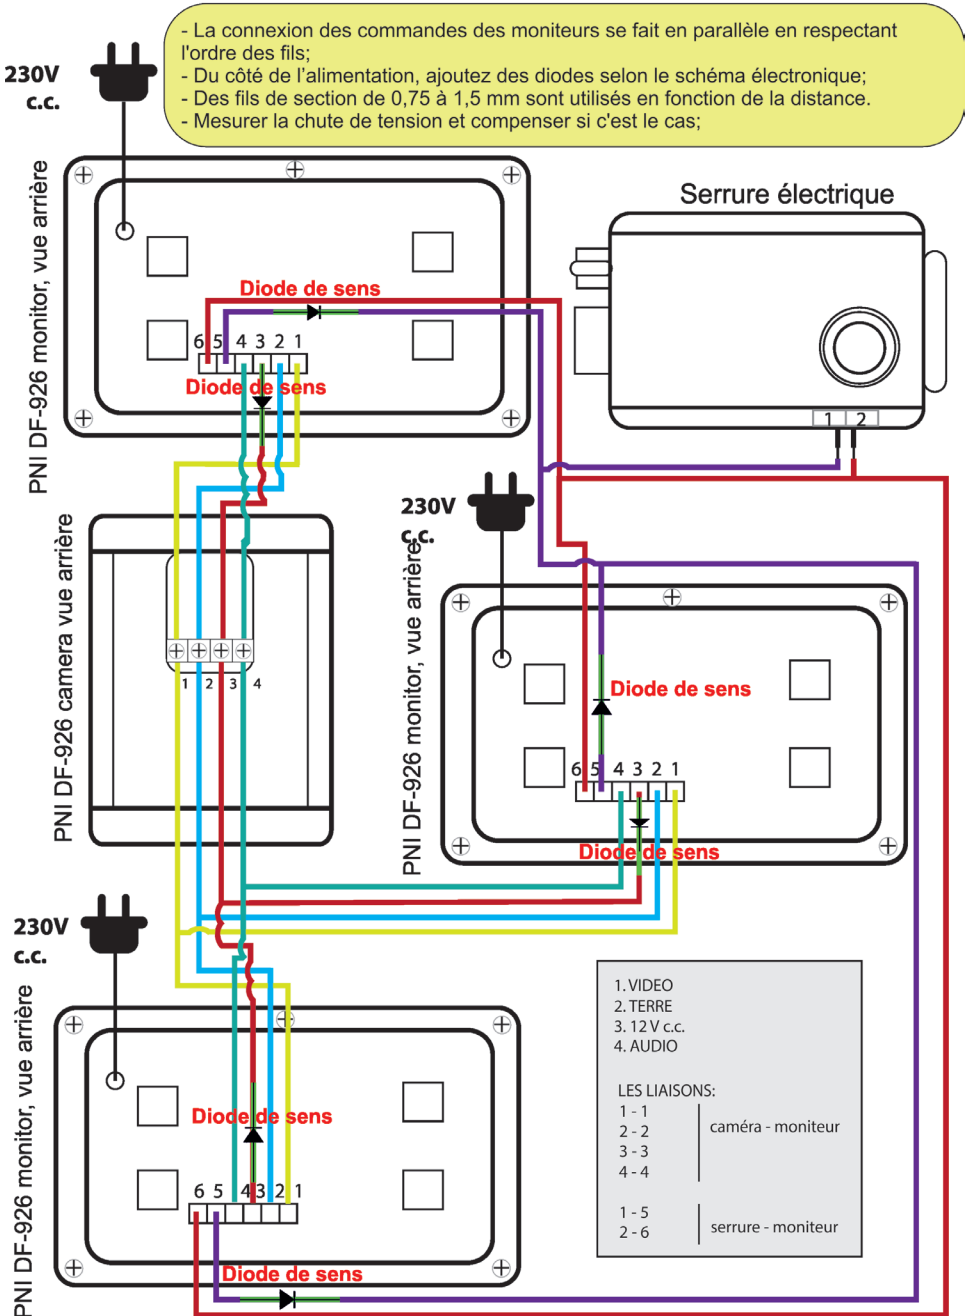 - La connexion des commandes des moniteurs se fait en parallèle en respectant
l'ordre des fils;
- Du côté de l'alimentation, ajoutez des diodes selon le schéma électronique;
- Des fils de section de 0,75 à 1,5 mm sont utilisés en fonction de la distance.
- Mesurer la chute de tension et compenser si c'est le cas;
230V
c.c.
PNI DF-926 monitor, vue arrière
Diode de sens
6 5 4 3 2 1
Diode de sens
Serrure électrique
1 2
PNI DF-926 camera vue arrière
1 2 3 4
230V
c.c.
PNI DF-926 monitor, vue arrière
Diode de sens
6 5 4 3 2 1
Diode de sens
230V
c.c.
PNI DF-926 monitor, vue arrière
Diode de sens
6 5 4 3 2 1
Diode de sens
1. VIDEO
2. TERRE
3. 12 V c.c.
4. AUDIO
LES LIAISONS:
1 - 1
2 - 2
3 - 3
4 - 4
caméra - moniteur
1 - 5
2 - 6
serrure - moniteur